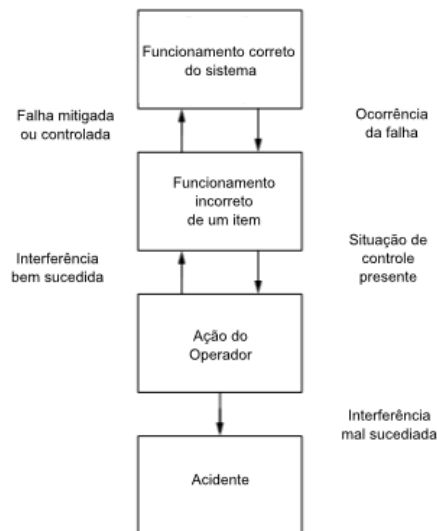 Funcionamento correto
do sistema
Falha mitigada
ou controlada
Ocorrência
da falha
Funcionamento
incorreto
de um item
Interferência
bem sucedida
Situação de
controle
presente
Ação do
Operador
Interferência
mal sucediada
Acidente